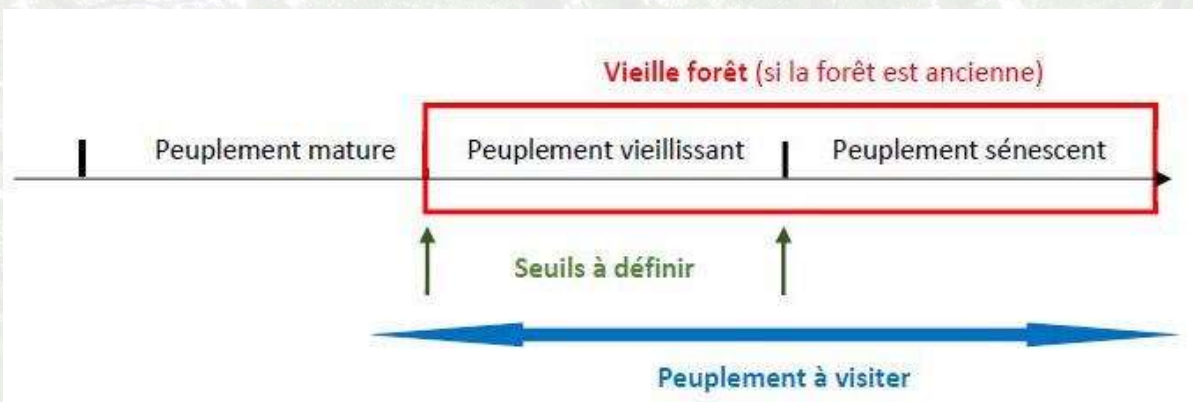 Vieille forêt (si la forêt est ancienne)
Peuplement mature
Peuplement vieillissant
Peuplement sénescent
Seuils à définir
Peuplement à visiter